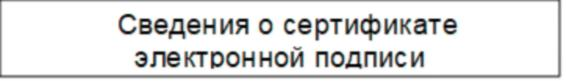 Сведения о сертификате
электронной подписи